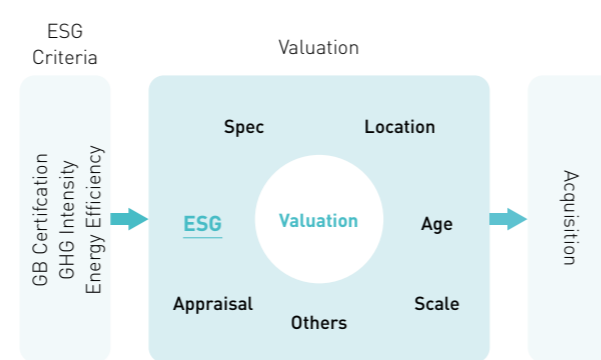 ESG
Criteria
Valuation
GB Certifcation
GHG Intensity
Energy Efficiency
Spec
Location
ESG
Valuation
Age
Appraisal
Others
Scale
Acquisition